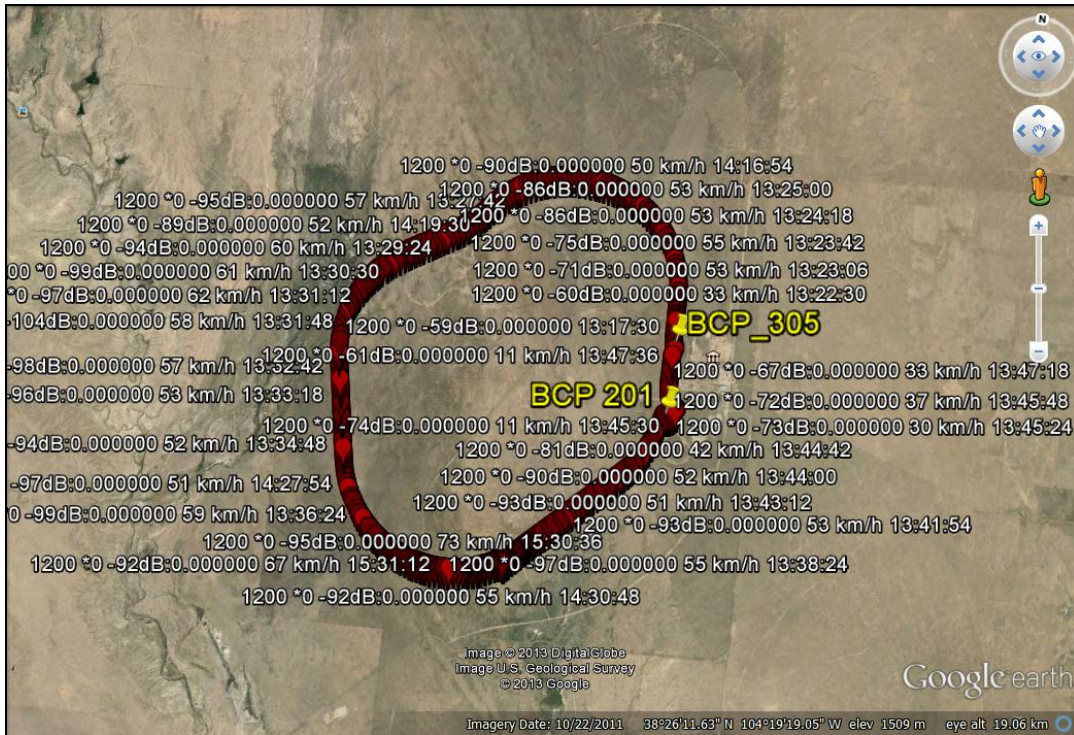 N
1200 *0 -90dB:0.000000 50 km/h 14:16:54
1200 *0 -86dB:0.000000 53 km/h 13:25:00
1200 *0 -95dB:0.000000 57 km/h 13:27:42
1200 *0 -86dB:0.000000 53 km/h 13:24:18
1200 *0 -89dB:0.000000 52 km/h 14:19:30
1200 *0 -75dB:0.000000 55 km/h 13:23:42
1200 *0 -94dB:0.000000 60 km/h 13:29:24
1200 *0 -71dB:0.000000 53 km/h 13:23:06
00 *0 -99dB:0.000000 61 km/h 13:30:30
1200 *0 -60dB:0.000000 33 km/h 13:22:30
*0 -97dB:0.000000 62 km/h 13:31:12
-104dB:0.000000 58 km/h 13:31:48
1200 *0 -59dB:0.000000 13:17:30
BCP_305
1200 *0 -61dB:0.000000 11 km/h 13:47:36
-98dB:0.000000 57 km/h 13:32:42
1200 *0 -67dB:0.000000 33 km/h 13:47:18
-96dB:0.000000 53 km/h 13:33:18
BCP 201
1200 *0 -72dB:0.000000 37 km/h 13:45:48
1200 *0 -74dB:0.000000 11 km/h 13:45:30
1200 *0 -73dB:0.000000 30 km/h 13:45:24
-94dB:0.000000 52 km/h 13:34:48
1200 *0 -81dB:0.000000 42 km/h 13:44:42
-97dB:0.000000 51 km/h 14:27:54
1200 *0 -90dB:0.000000 52 km/h 13:44:00
1200 *0 -93dB:0.000000 51 km/h 13:43:12
0 -99dB:0.000000 59 km/h 13:36:24
1200 *0 -93dB:0.000000 53 km/h 13:41:54
1200 *0 -95dB:0.000000 73 km/h 15:30:36
1200 *0 -92dB:0.000000 67 km/h 15:31:12
1200 *0 -97dB:0.000000 55 km/h 13:38:24
1200 *0 -92dB:0.000000 55 km/h 14:30:48
Image © 2013 DigitalGlobe
Image U.S. Geological Survey
© 2013 Google
Google earth
Imagery Date: 10/22/2011 38°26'11.63" N 104°19'19.05" W elev 1509 m eye alt 19.06 km